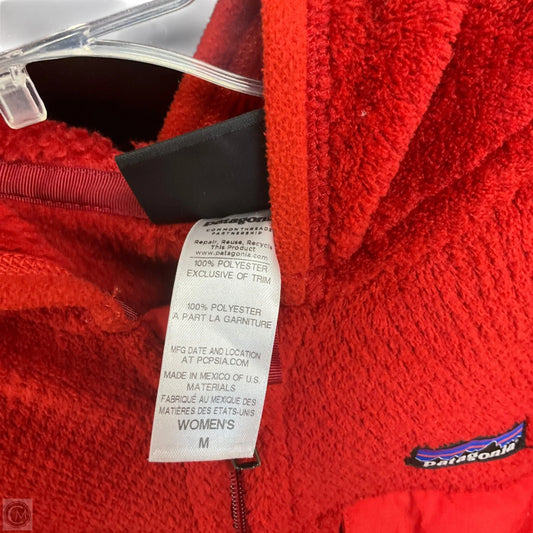 patagonia
COMMON THREADS
PARTNERSHIP
Repair, Reuse, Recycle
This Product
www.patagonia.com
100% POLYESTER
EXCLUSIVE OF TRIM
100% POLYESTER
A PART LA GARNITURE
MFG DATE AND LOCATION
AT PCPSIA.COM
MADE IN MEXICO OF U.S.
MATERIALS
FABRIQUÉ AU MEXIQUE DES
MATIÈRES DES ETATS-UNIS
WOMEN'S
M
patagonia